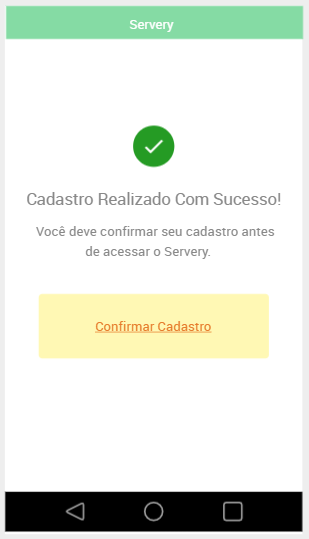 Servery
Cadastro Realizado Com Sucesso!
Você deve confirmar seu cadastro antes
de acessar o Servery.
Confirmar Cadastro